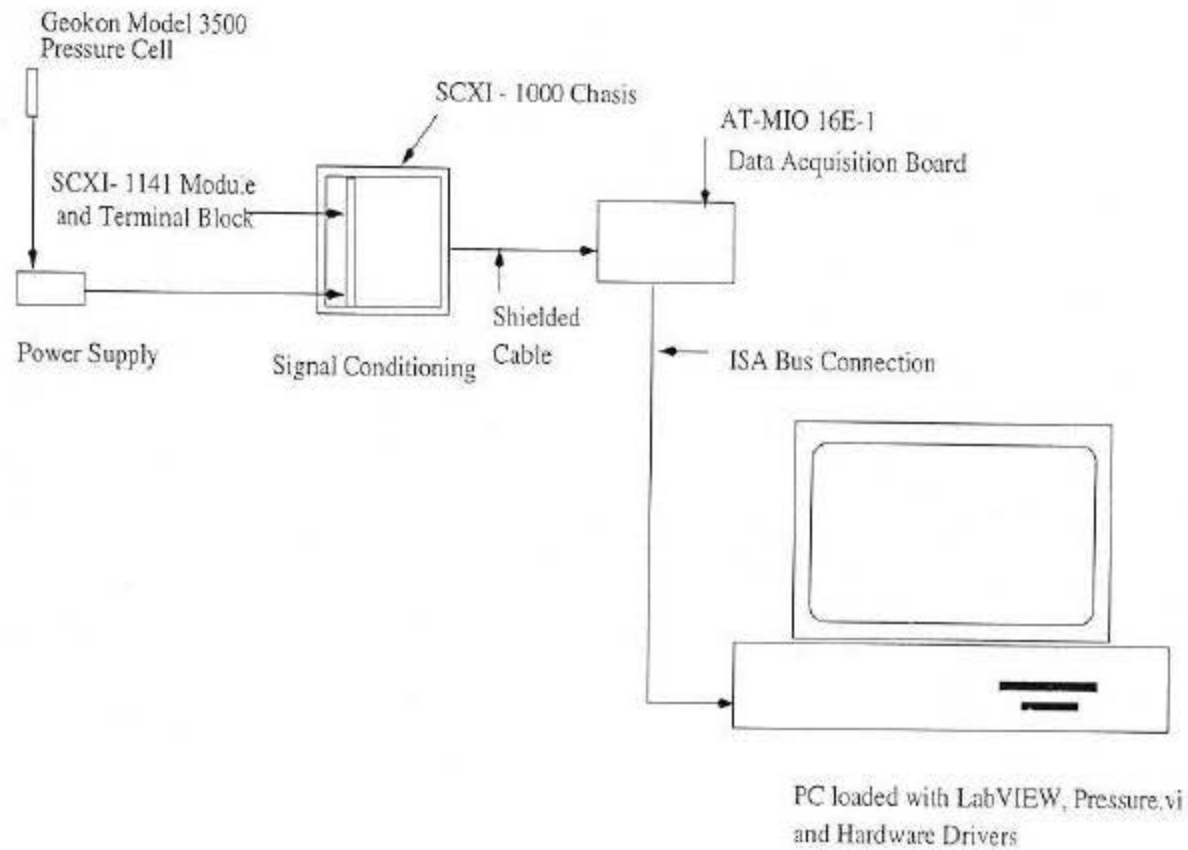 Geokon Model 3500
Pressure Cell
SCXI - 1000 Chasis
AT-MIO 16E-1
Data Acquisition Board
SCXI- 1141 Modu.e
and Terminal Block
Shielded
Cable
Power Supply
Signal Conditioning
ISA Bus Connection
PC loaded with LabVIEW, Pressure.vi
and Hardware Drivers